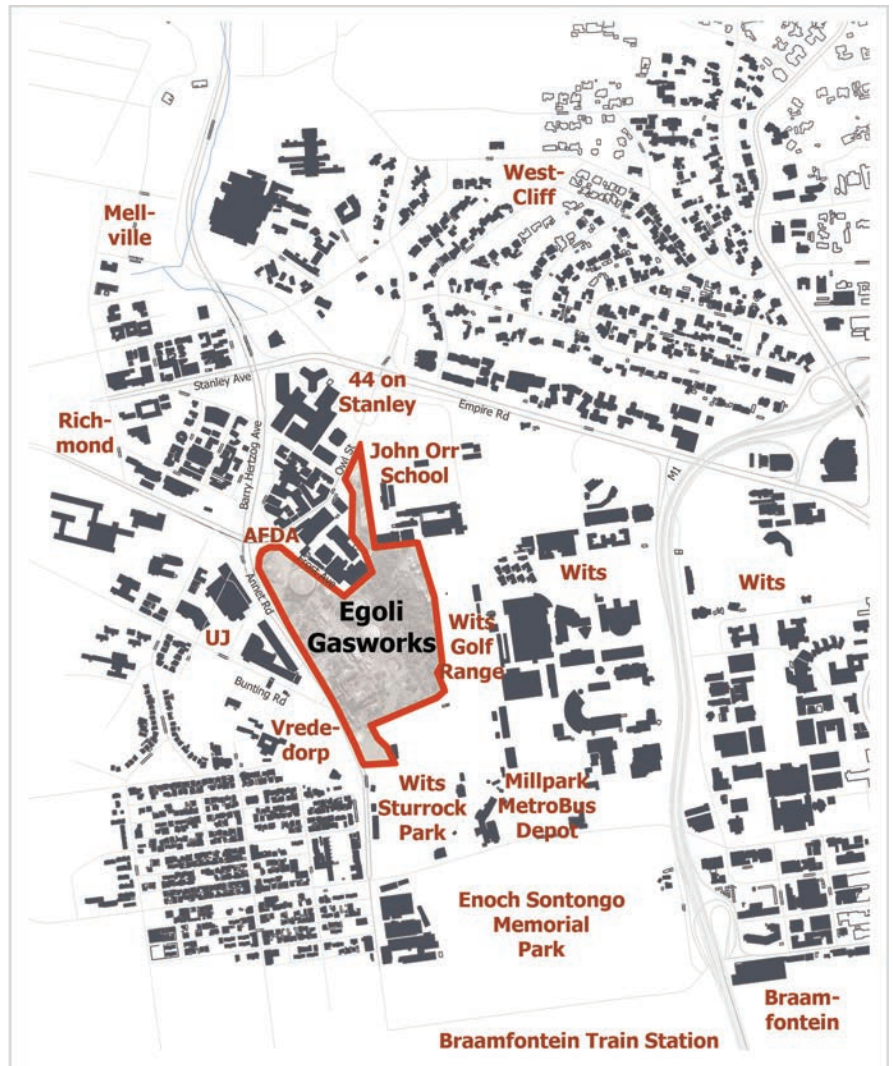 West-
Cliff
Mell-
ville
Stanley Ave
44 on
Stanley
Empire Rd
Rich-
mond
Barry Hertzog Ave
Owl St
John Orr
School
M1
AFDA
Annet Rd
Egoli
Gasworks
Wits
Wits
UJ
Wits
Golf
Range
Bunting Rd
Vrede-
dorp
Wits
Sturrock
Park
Millpark
MetroBus
Depot
Enoch Sontongo
Memorial
Park
Braam-
fontein
Braamfontein Train Station